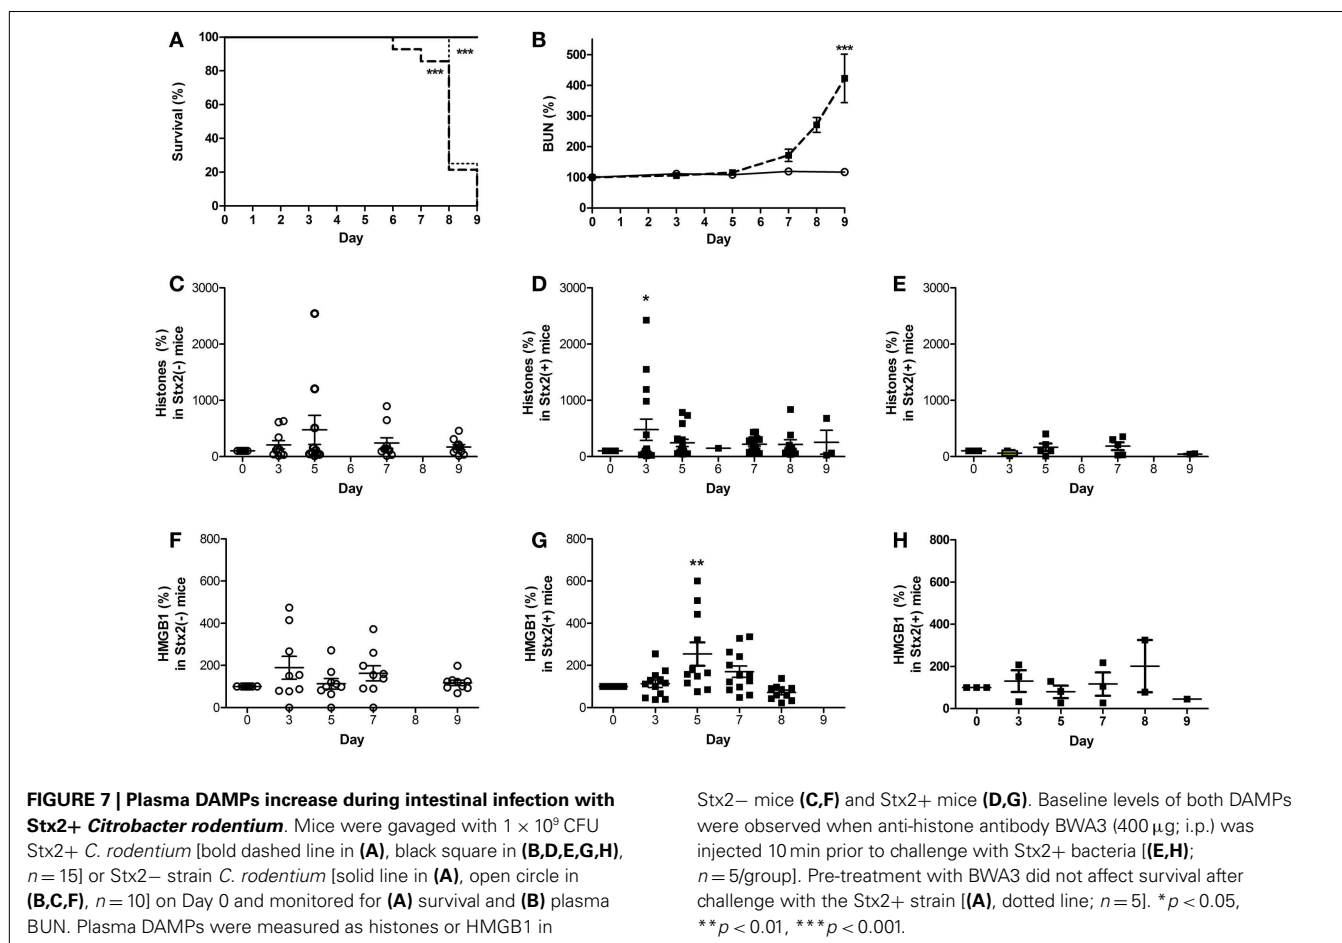 A
100
80
60
40
20
0
Survival (%)
***
***
0 1 2 3 4 5 6 7 8 9
Day
B
500
400
300
200
100
0
BUN (%)
***
0 1 2 3 4 5 6 7 8 9
Day
C
3000
2000
1000
0
Histones (%)
in Stx2(-) mice
0 3 5 6 7 8 9
Day
D
3000
2000
1000
0
Histones (%)
in Stx2(+) mice
*
0 3 5 6 7 8 9
Day
E
3000
2000
1000
0
Histones (%)
in Stx2(+) mice
0 3 5 6 7 8 9
Day
F
800
600
400
200
0
HMGB1 (%)
in Stx2(-) mice
0 3 5 7 8 9
Day
G
800
600
400
200
0
HMGB1 (%)
in Stx2(+) mice
**
0 3 5 7 8 9
Day
H
800
600
400
200
0
HMGB1 (%)
in Stx2(+) mice
0 3 5 7 8 9
Day
FIGURE 7 | Plasma DAMPs increase during intestinal infection with
Stx2+ Citrobacter rodentium. Mice were gavaged with 1 × 10⁹ CFU
Stx2+ C. rodentium [bold dashed line in (A), black square in (B,D,E,G,H),
n = 15] or Stx2− strain C. rodentium [solid line in (A), open circle in
(B,C,F), n = 10] on Day 0 and monitored for (A) survival and (B) plasma
BUN. Plasma DAMPs were measured as histones or HMGB1 in
Stx2− mice (C,F) and Stx2+ mice (D,G). Baseline levels of both DAMPs
were observed when anti-histone antibody BWA3 (400 μg; i.p.) was
injected 10 min prior to challenge with Stx2+ bacteria [(E,H);
n = 5/group]. Pre-treatment with BWA3 did not affect survival after
challenge with the Stx2+ strain [(A), dotted line; n = 5]. *p < 0.05,
**p < 0.01, ***p < 0.001.